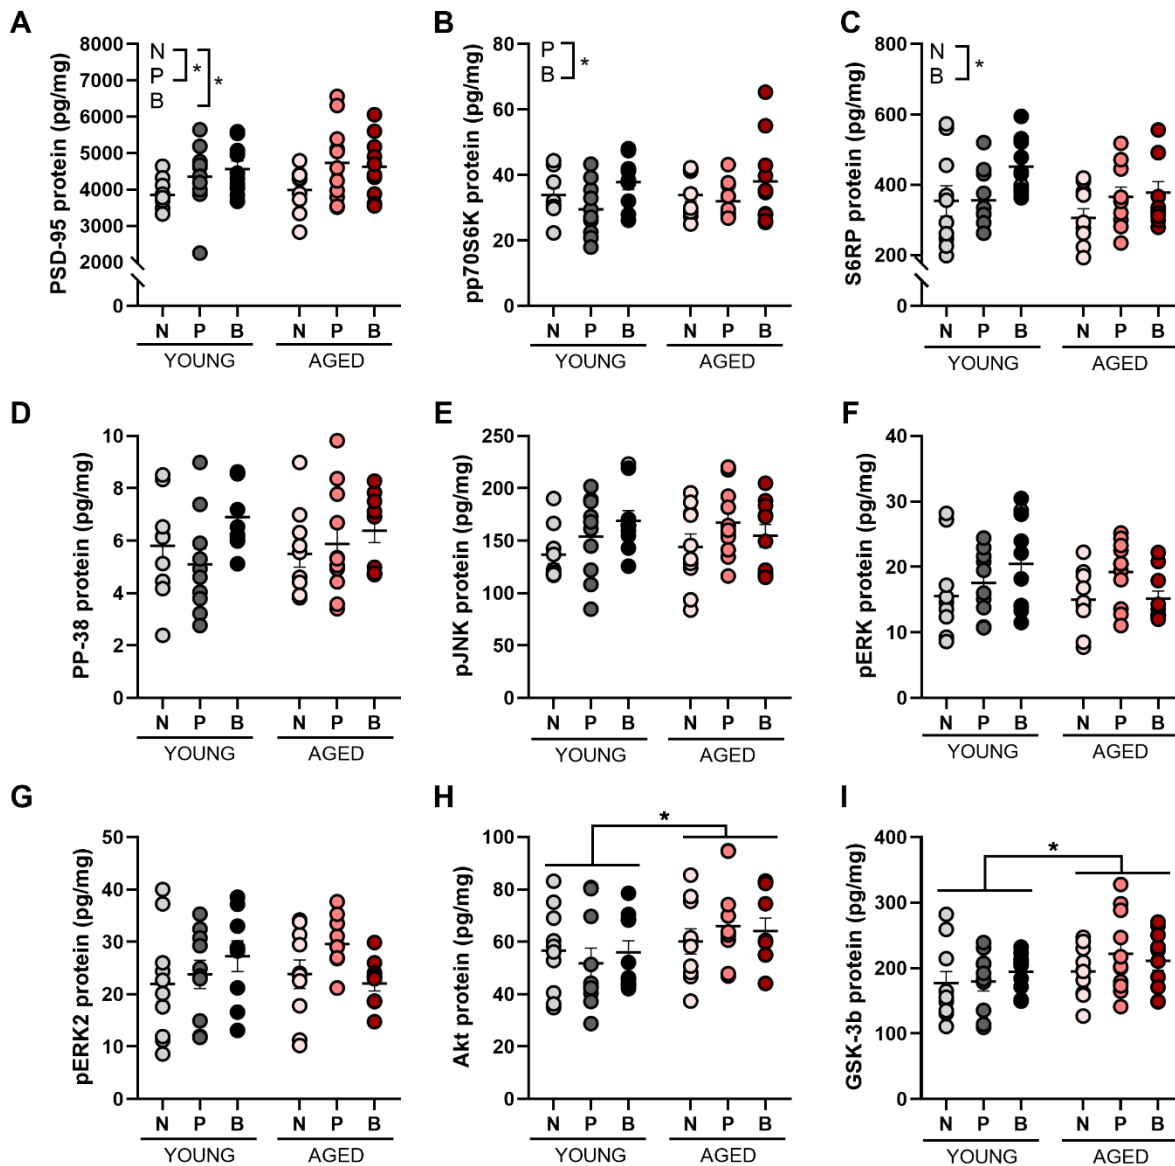 A
PSD-95 protein (pg/mg)
8000
7000
6000
5000
4000
3000
2000
0
N
P
B
*
*
N P B N P B
YOUNG AGED
B
pp70S6K protein (pg/mg)
80
60
40
20
0
P
B
*
N P B N P B
YOUNG AGED
C
S6RP protein (pg/mg)
800
600
400
200
0
N
B
*
N P B N P B
YOUNG AGED
D
PP-38 protein (pg/mg)
10
8
6
4
2
0
N P B N P B
YOUNG AGED
E
pJNK protein (pg/mg)
250
200
150
100
50
0
N P B N P B
YOUNG AGED
F
pERK protein (pg/mg)
40
30
20
10
0
N P B N P B
YOUNG AGED
G
pERK2 protein (pg/mg)
50
40
30
20
10
0
N P B N P B
YOUNG AGED
H
Akt protein (pg/mg)
100
80
60
40
20
0
*
N P B N P B
YOUNG AGED
I
GSK-3b protein (pg/mg)
400
300
200
100
0
*
N P B N P B
YOUNG AGED